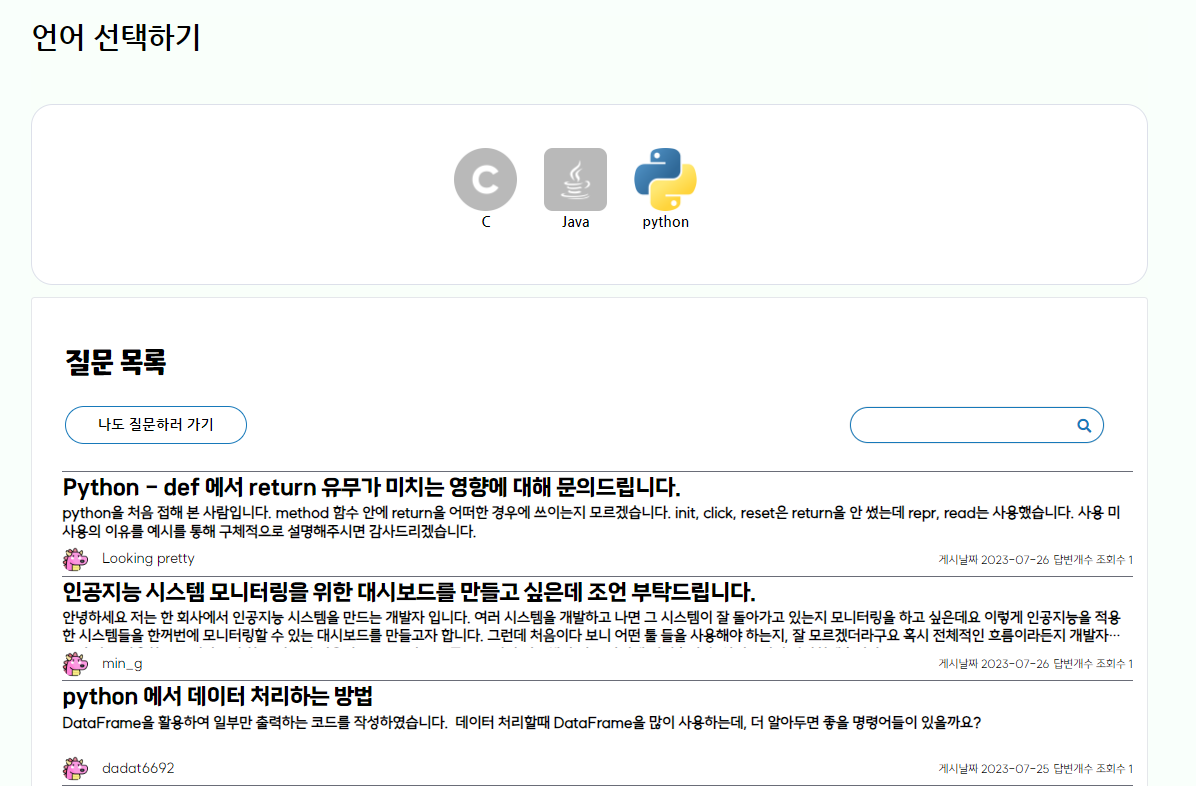 언어 선택하기
C
C Java python
질문 목록
나도 질문하러 가기
Python - def 에서 return 유무가 미치는 영향에 대해 문의드립니다.
python을 처음 접해 본 사람입니다. method 함수 안에 return을 어떠한 경우에 쓰이는지 모르겠습니다. init, click, reset은 return을 안 썼는데 repr, read는 사용했습니다. 사용 미
사용의 이유를 예시를 통해 구체적으로 설명해주시면 감사드리겠습니다.
Looking pretty 게시날짜 2023-07-26 답변개수 조회수 1
인공지능 시스템 모니터링을 위한 대시보드를 만들고 싶은데 조언 부탁드립니다.
안녕하세요 저는 한 회사에서 인공지능 시스템을 만드는 개발자 입니다. 여러 시스템을 개발하고 나면 그 시스템이 잘 돌아가고 있는지 모니터링을 하고 싶은데요 이렇게 인공지능을 적용
한 시스템들을 한꺼번에 모니터링할 수 있는 대시보드를 만들고자 합니다. 그런데 처음이다 보니 어떤 툴 들을 사용해야 하는지, 잘 모르겠더라구요 혹시 전체적인 흐름이라든지 개발자…
min_g 게시날짜 2023-07-26 답변개수 조회수 1
python 에서 데이터 처리하는 방법
DataFrame을 활용하여 일부만 출력하는 코드를 작성하였습니다. 데이터 처리할때 DataFrame을 많이 사용하는데, 더 알아두면 좋을 명령어들이 있을까요?
dadat6692 게시날짜 2023-07-25 답변개수 조회수 1